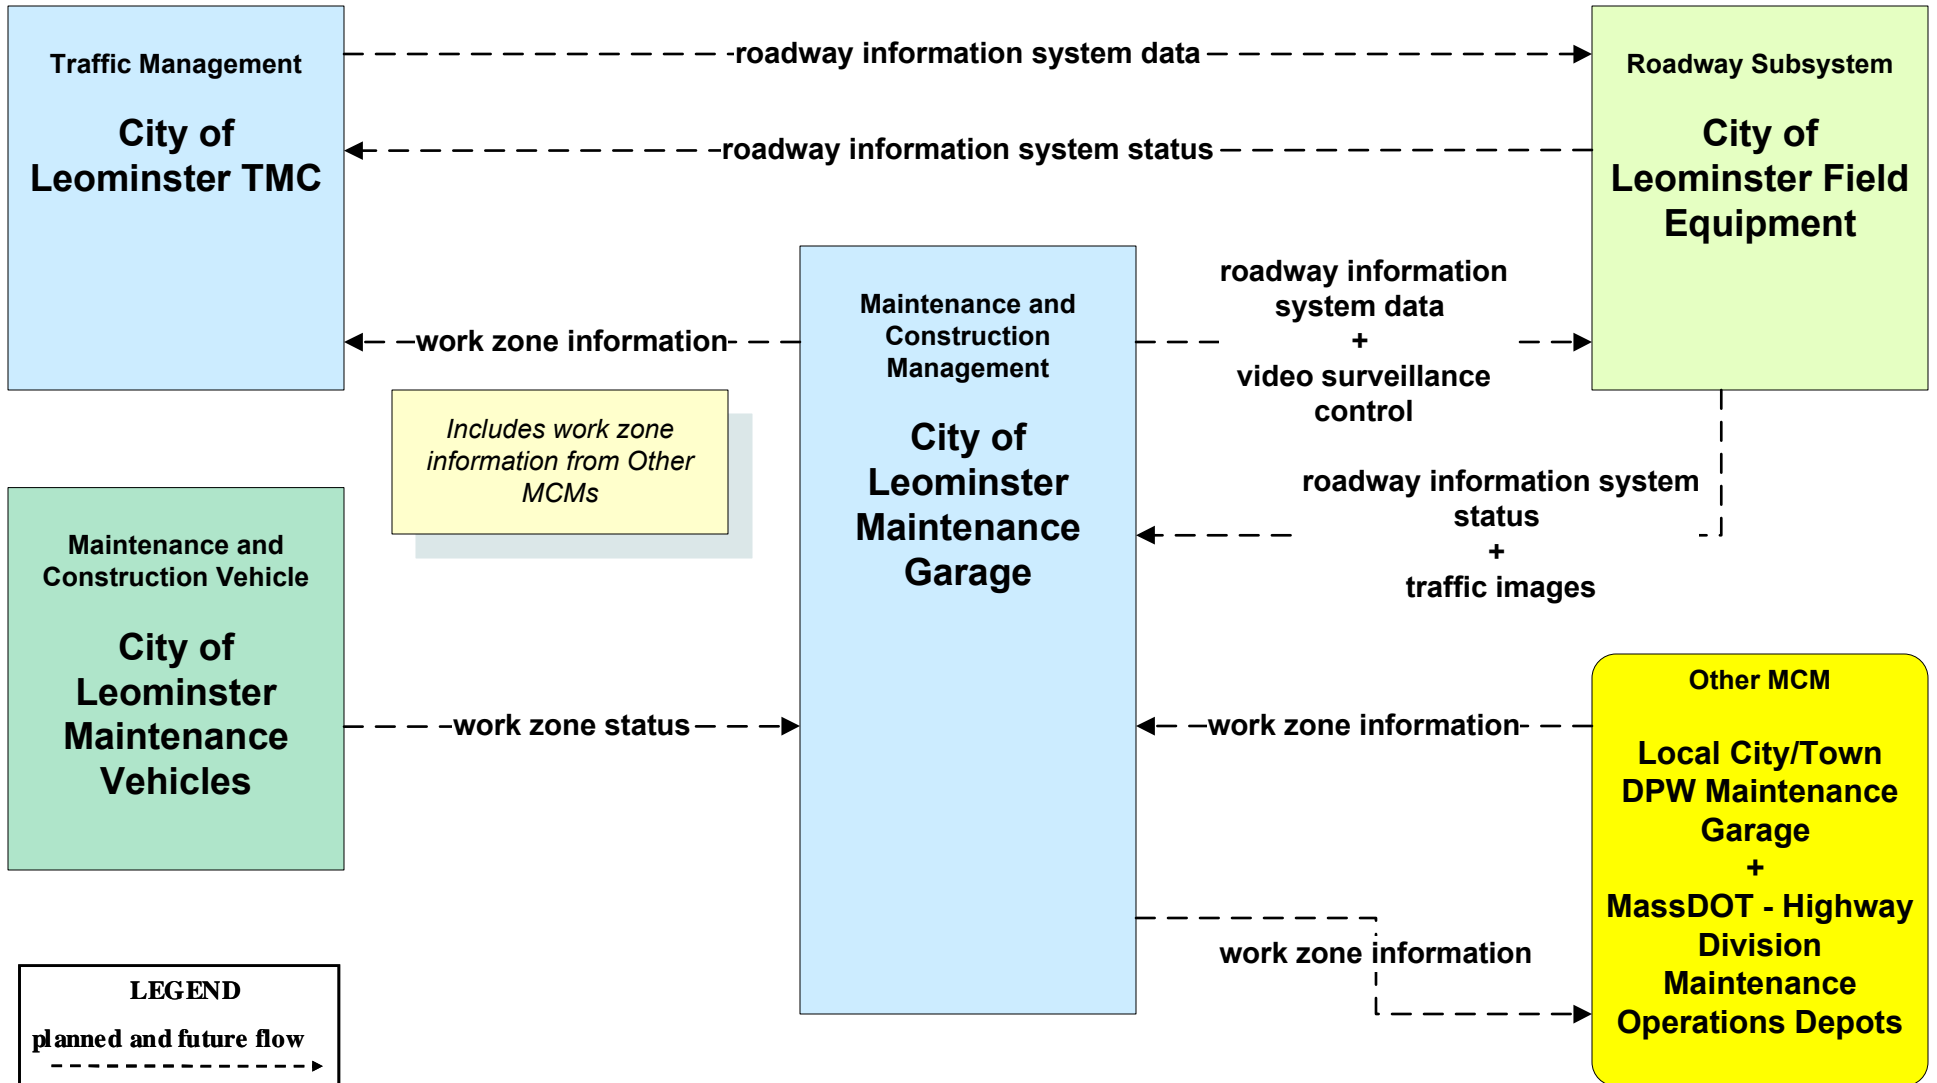 Traffic Management
City of
Leominster TMC
roadway information system data
roadway information system status
Roadway Subsystem
City of
Leominster Field
Equipment
work zone information
Includes work zone
information from Other
MCMs
Maintenance and
Construction
Management
City of
Leominster
Maintenance
Garage
roadway information
system data
+
video surveillance
control
roadway information system
status
+
traffic images
Maintenance and
Construction Vehicle
City of
Leominster
Maintenance
Vehicles
work zone status
work zone information
work zone information
Other MCM
Local City/Town
DPW Maintenance
Garage
+
MassDOT - Highway
Division
Maintenance
Operations Depots
LEGEND
planned and future flow